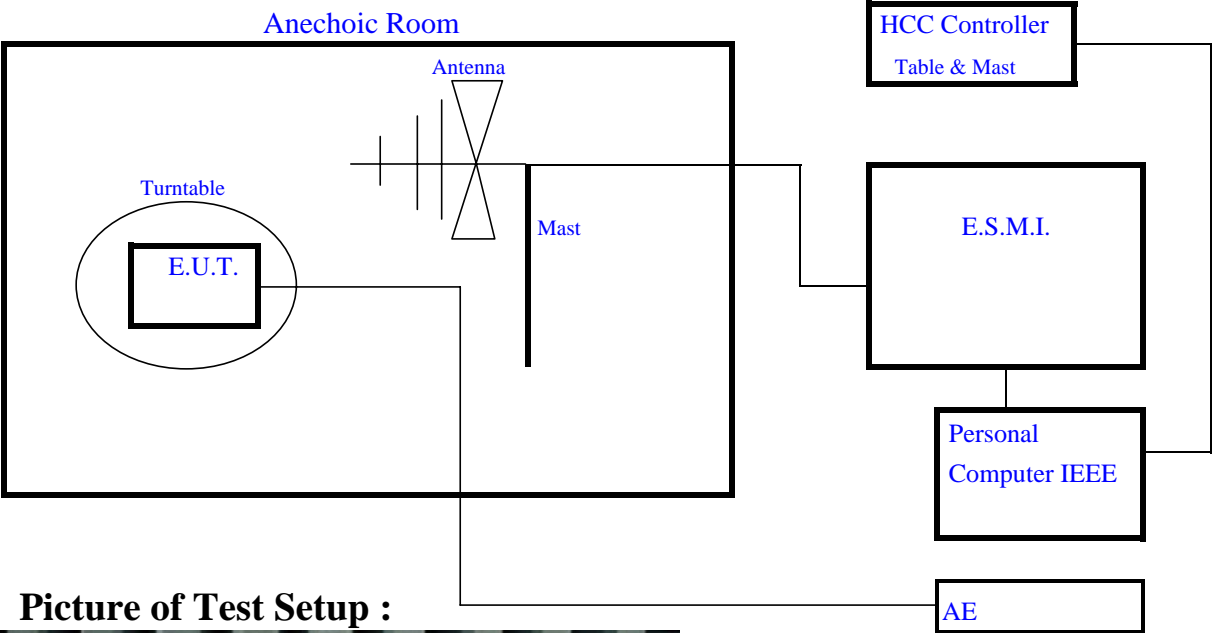 Anechoic Room
HCC Controller
Table & Mast
Antenna
Turntable
Mast
E.S.M.I.
E.U.T.
Personal
Computer IEEE
Picture of Test Setup :
AE